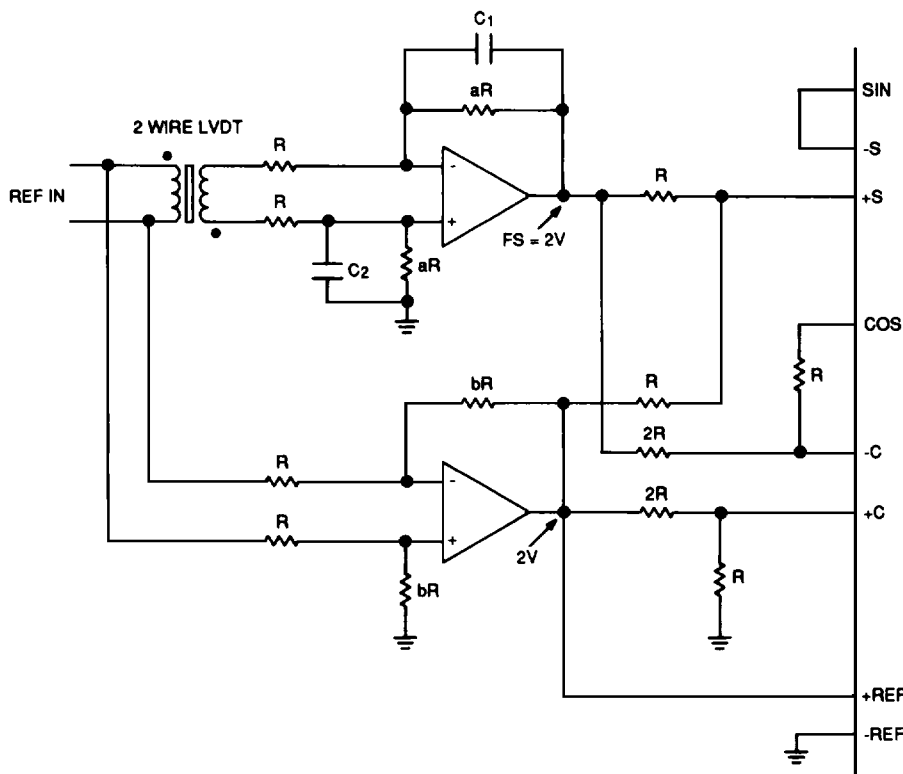 C1
aR
2 WIRE LVDT
R
REF IN
R
-
+
C2
aR
FS = 2V
R
SIN
-S
+S
COS
R
bR
R
2R
-C
R
-
R
+
2V
2R
+C
bR
R
+REF
-REF